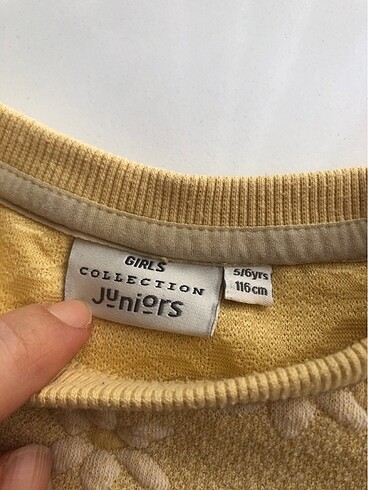 GIRLS
COLLECTION
Juniors
5/6yrs
116cm